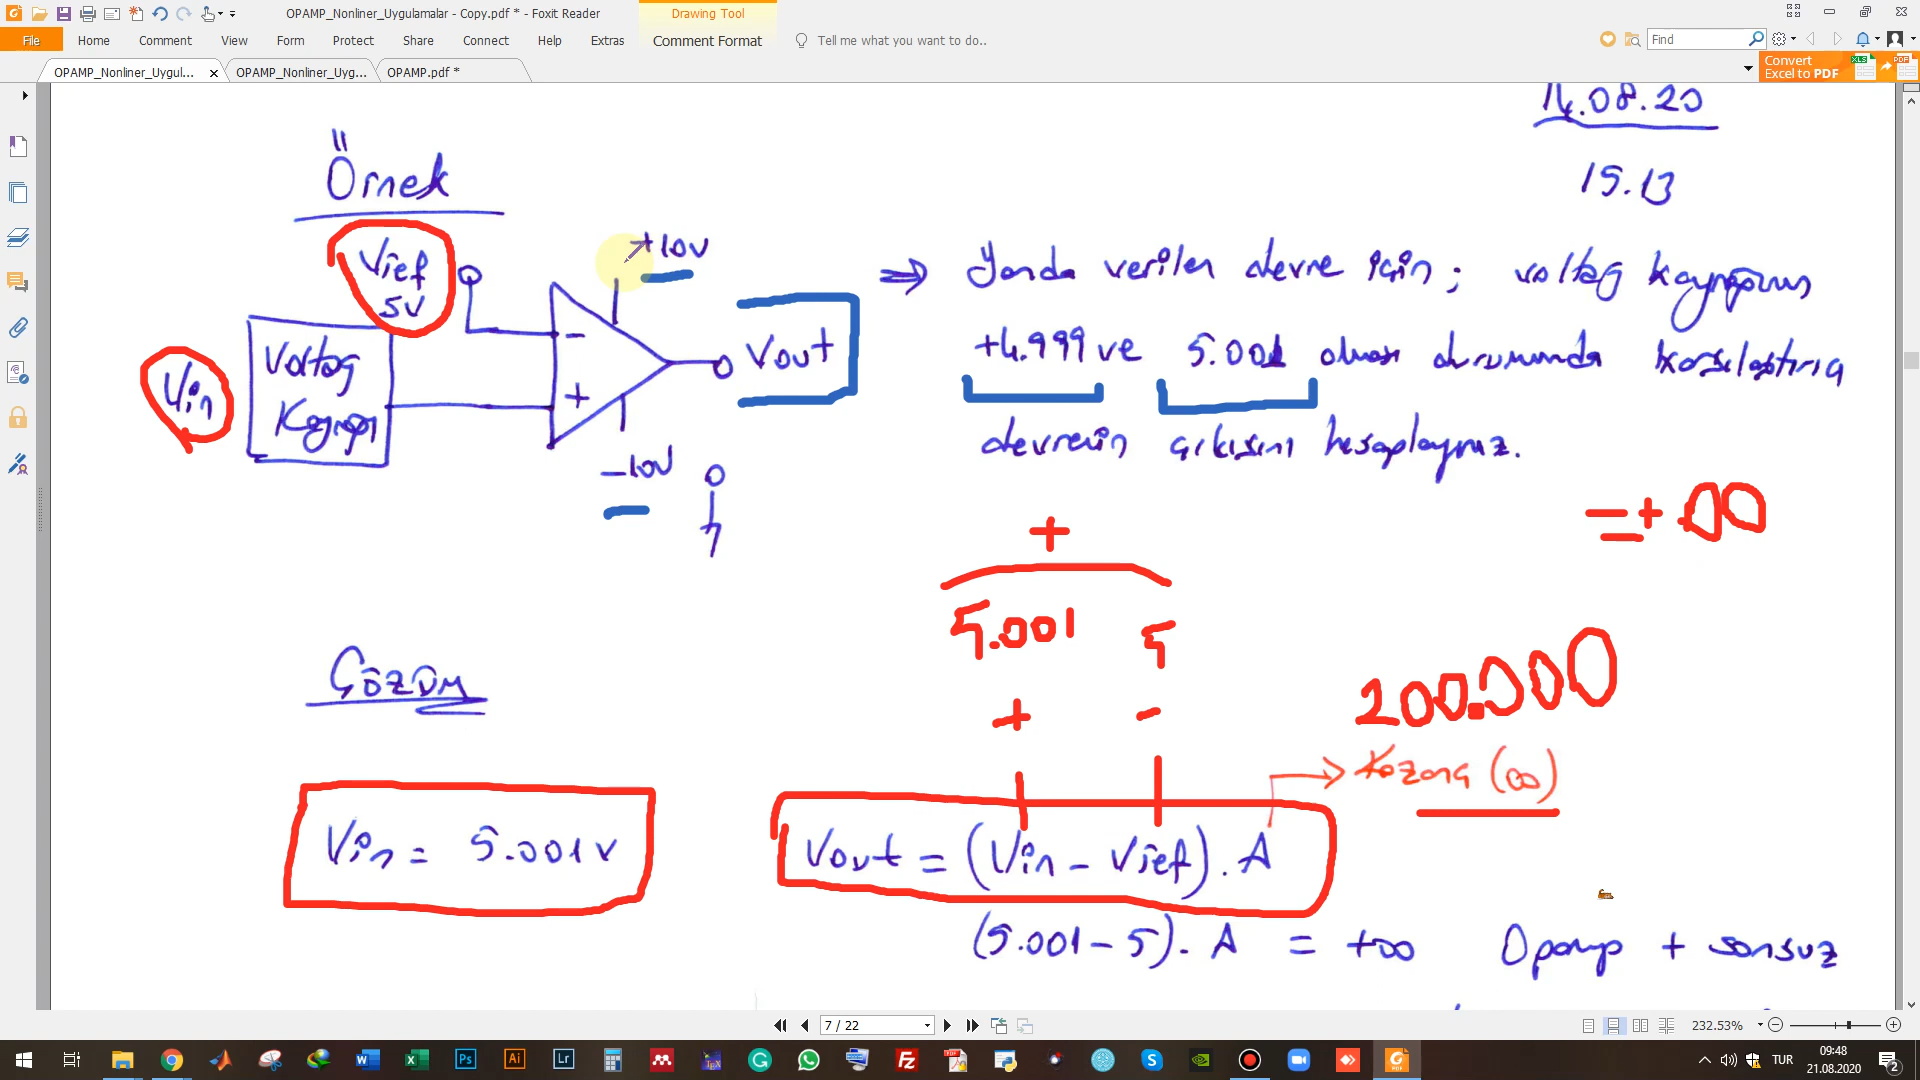 OPAMP_Nonliner_Uygulamalar - Copy.pdf * - Foxit Reader
Drawing Tool
File
Home
Comment
View
Form
Protect
Share
Connect
Help
Extras
Comment Format
Tell me what you want to do..
Find
OPAMP_Nonliner_Uygul...
OPAMP_Nonliner_Uyg...
OPAMP.pdf *
Convert
Excel to PDF
14.08.20
15.13
Örnek
Vref
5V
+10V
-
+
Vout
Vin
Voltaj
Kaynağı
-10V
=> Yanda verilen devre için; voltaj kaynağının
+4.999 ve 5.001 olması durumunda karşılaştırıcı
devrenin çıkışını hesaplayınız.
=+∞
+
5.001 5
+ -
200.000
Kazanç (∞)
ÇÖZÜM
Vin = 5.001 V
Vout = (Vin - Vref) . A
(5.001 - 5) . A = +∞ Opamp + sonsuz
7 / 22
232.53%
TUR
09:48
21.08.2020
2